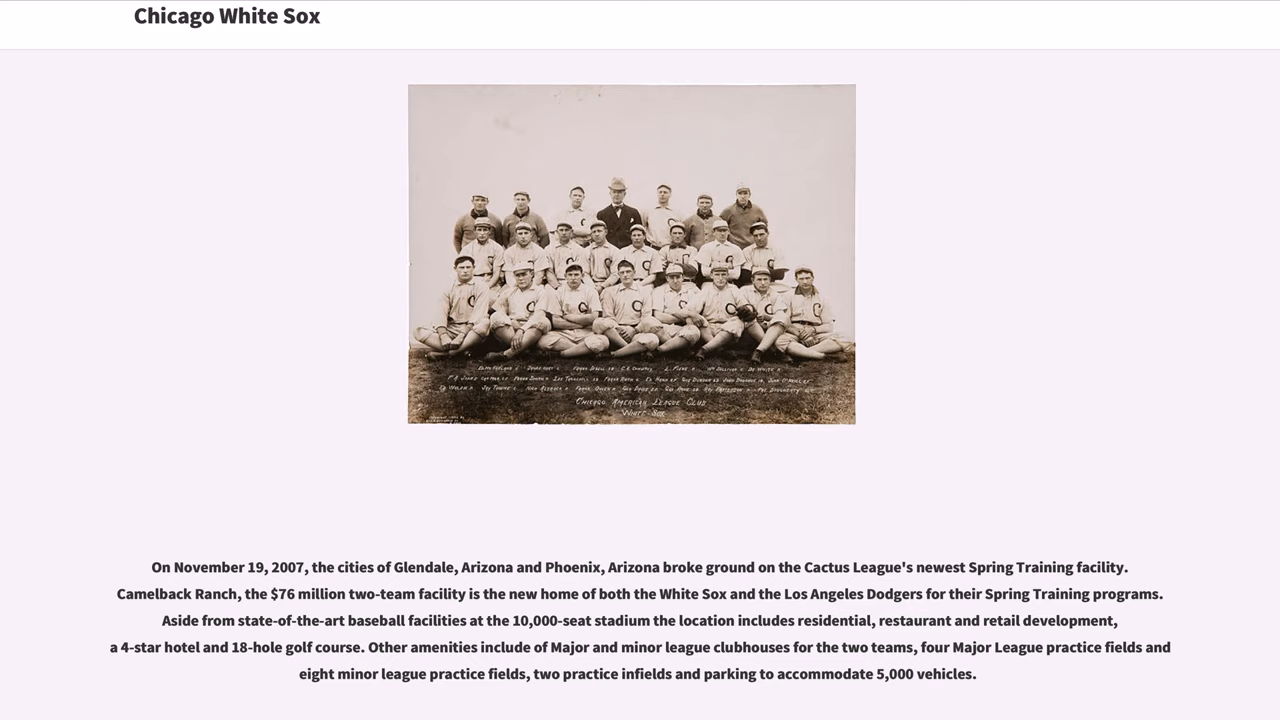 Chicago White Sox
CHICAGO AMERICAN LEAGUE CLUB
WHITE SOX
On November 19, 2007, the cities of Glendale, Arizona and Phoenix, Arizona broke ground on the Cactus League's newest Spring Training facility.
Camelback Ranch, the $76 million two-team facility is the new home of both the White Sox and the Los Angeles Dodgers for their Spring Training programs.
Aside from state-of-the-art baseball facilities at the 10,000-seat stadium the location includes residential, restaurant and retail development,
a 4-star hotel and 18-hole golf course. Other amenities include of Major and minor league clubhouses for the two teams, four Major League practice fields and
eight minor league practice fields, two practice infields and parking to accommodate 5,000 vehicles.